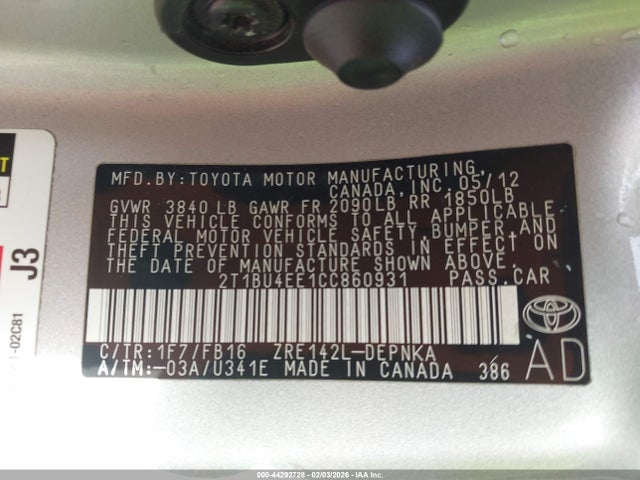 MFD. BY: TOYOTA MOTOR MANUFACTURING,
CANADA, INC. 05/12
GVWR 3840 LB GAWR FR 2090LB RR 1850LB
THIS VEHICLE CONFORMS TO ALL APPLICABLE
FEDERAL MOTOR VEHICLE SAFETY, BUMPER, AND
THEFT PREVENTION STANDARDS IN EFFECT ON
THE DATE OF MANUFACTURE SHOWN ABOVE.
2T1BU4EE1CC860931 PASS. CAR
C/TR: 1F7/FB16 ZRE142L-DEPNKA
A/TM: -03A/U341E MADE IN CANADA 386
TOYOTA
AD
J3
1-02C81
000-44292728 - 02/03/2026 - IAA Inc.